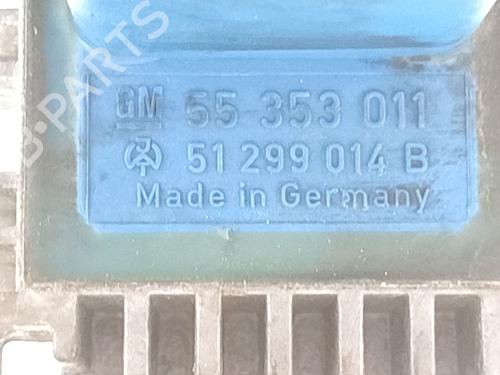 B-PARTS
GM 55 353 011
51 299 014 B
Made in Germany